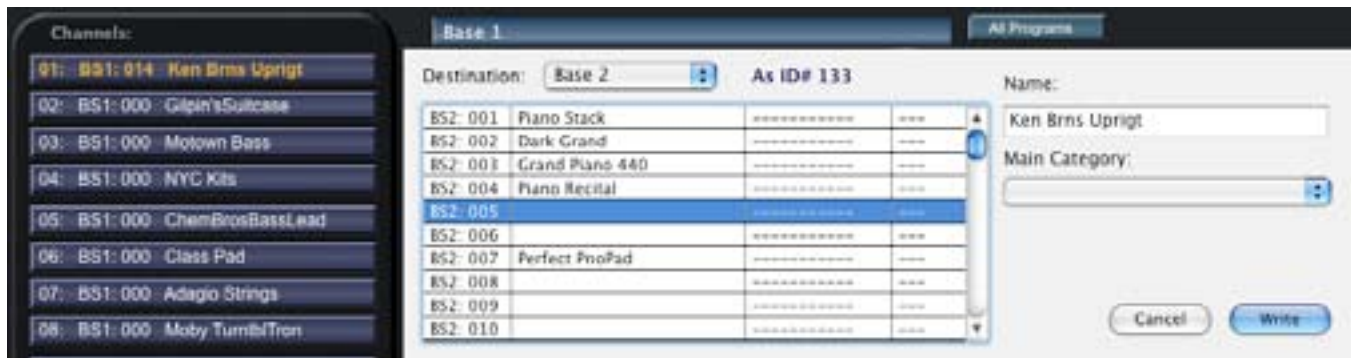 Channels:
01: BS1: 014 Ken Brns Uprigt
02: BS1: 000 Gilpin'sSuitcase
03: BS1: 000 Motown Bass
04: BS1: 000 NYC Kits
05: BS1: 000 ChemBrosBassLead
06: BS1: 000 Class Pad
07: BS1: 000 Adagio Strings
08: BS1: 000 Moby TurntblTron
Base 1
All Programs
Destination: Base 2 As ID# 133
BS2: 001 Piano Stack ----------- ---
BS2: 002 Dark Grand ----------- ---
BS2: 003 Grand Piano 440 ----------- ---
BS2: 004 Piano Recital ----------- ---
BS2: 005 ----------- ---
BS2: 006 ----------- ---
BS2: 007 Perfect PnoPad ----------- ---
BS2: 008 ----------- ---
BS2: 009 ----------- ---
BS2: 010 ----------- ---
Name:
Ken Brns Uprigt
Main Category:
Cancel
Write